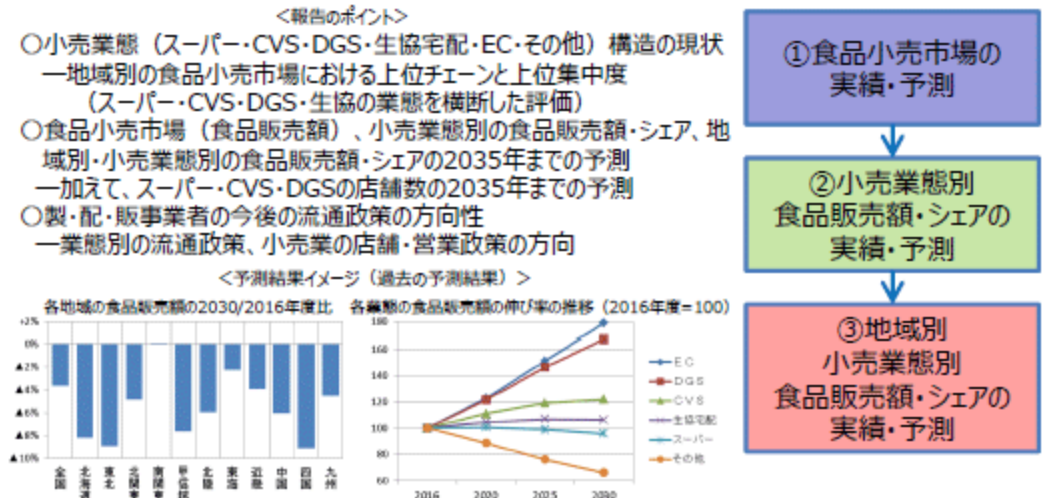 ＜報告のポイント＞
○小売業態（スーパー・CVS・DGS・生協宅配・EC・その他）構造の現状
―地域別の食品小売市場における上位チェーンと上位集中度
（スーパー・CVS・DGS・生協の業態を横断した評価）
○食品小売市場（食品販売額）、小売業態別の食品販売額・シェア、地
域別・小売業態別の食品販売額・シェアの2035年までの予測
―加えて、スーパー・CVS・DGSの店舗数の2035年までの予測
○製・配・販事業者の今後の流通政策の方向性
―業態別の流通政策、小売業の店舗・営業政策の方向
＜予測結果イメージ（過去の予測結果）＞
各地域の食品販売額の2030/2016年度比
+2%
0%
▲2%
▲4%
▲6%
▲8%
▲10%
全国
北海道
東北
北関東
南関東
甲信越
北陸
東海
近畿
中国
四国
九州
各業態の食品販売額の伸び率の推移（2016年度=100）
180
160
140
120
100
80
60
2016
2020
2025
2030
EC
DGS
CVS
生協宅配
スーパー
その他
①食品小売市場の
実績・予測
②小売業態別
食品販売額・シェアの
実績・予測
③地域別
小売業態別
食品販売額・シェアの
実績・予測